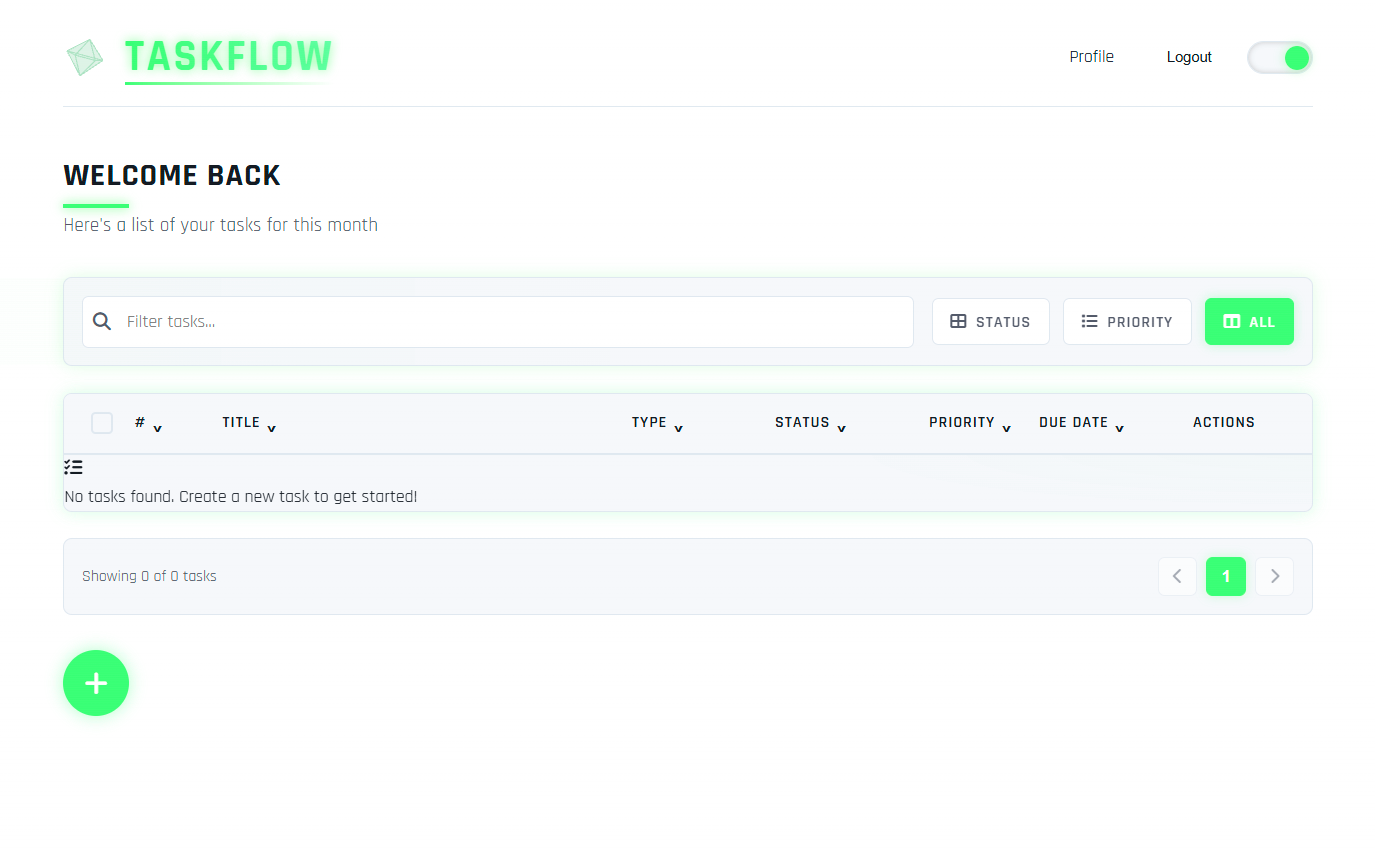 TASKFLOW
Profile Logout
WELCOME BACK
Here's a list of your tasks for this month
Filter tasks... STATUS PRIORITY ALL
# TITLE TYPE STATUS PRIORITY DUE DATE ACTIONS
No tasks found. Create a new task to get started!
Showing 0 of 0 tasks 1